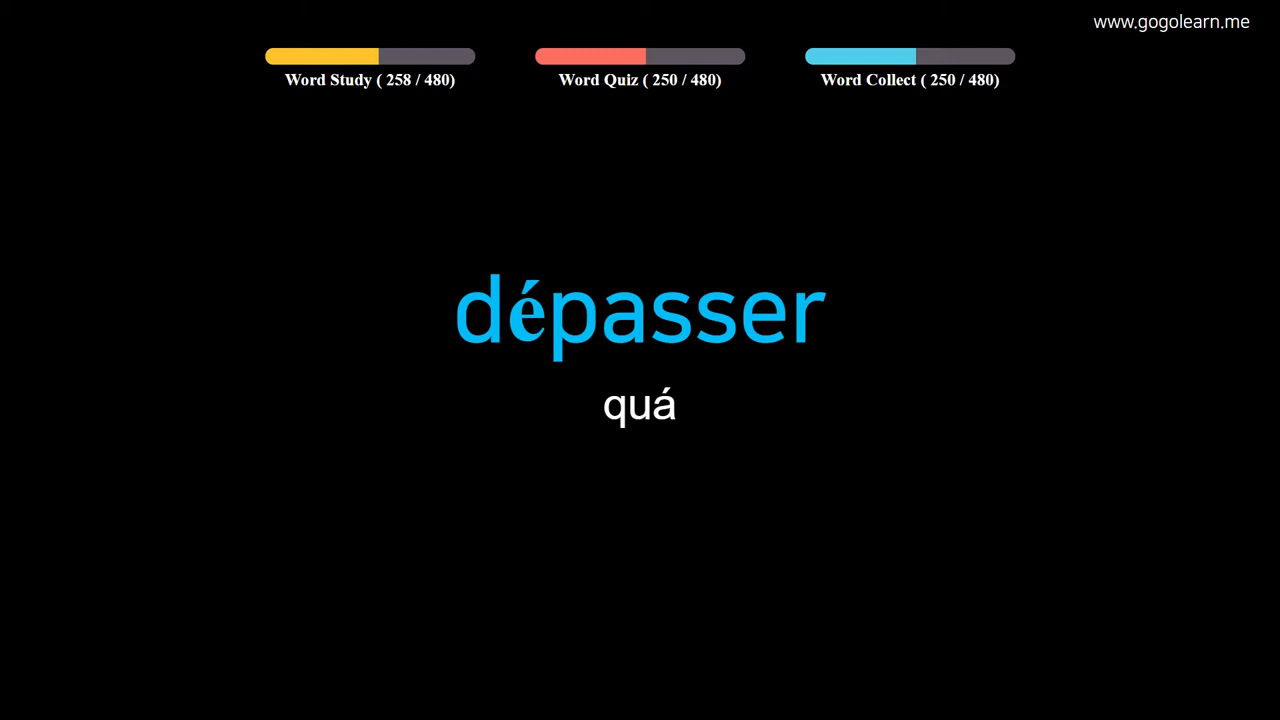 www.gogolearn.me
Word Study ( 258 / 480)
Word Quiz ( 250 / 480)
Word Collect ( 250 / 480)
dépasser
quá